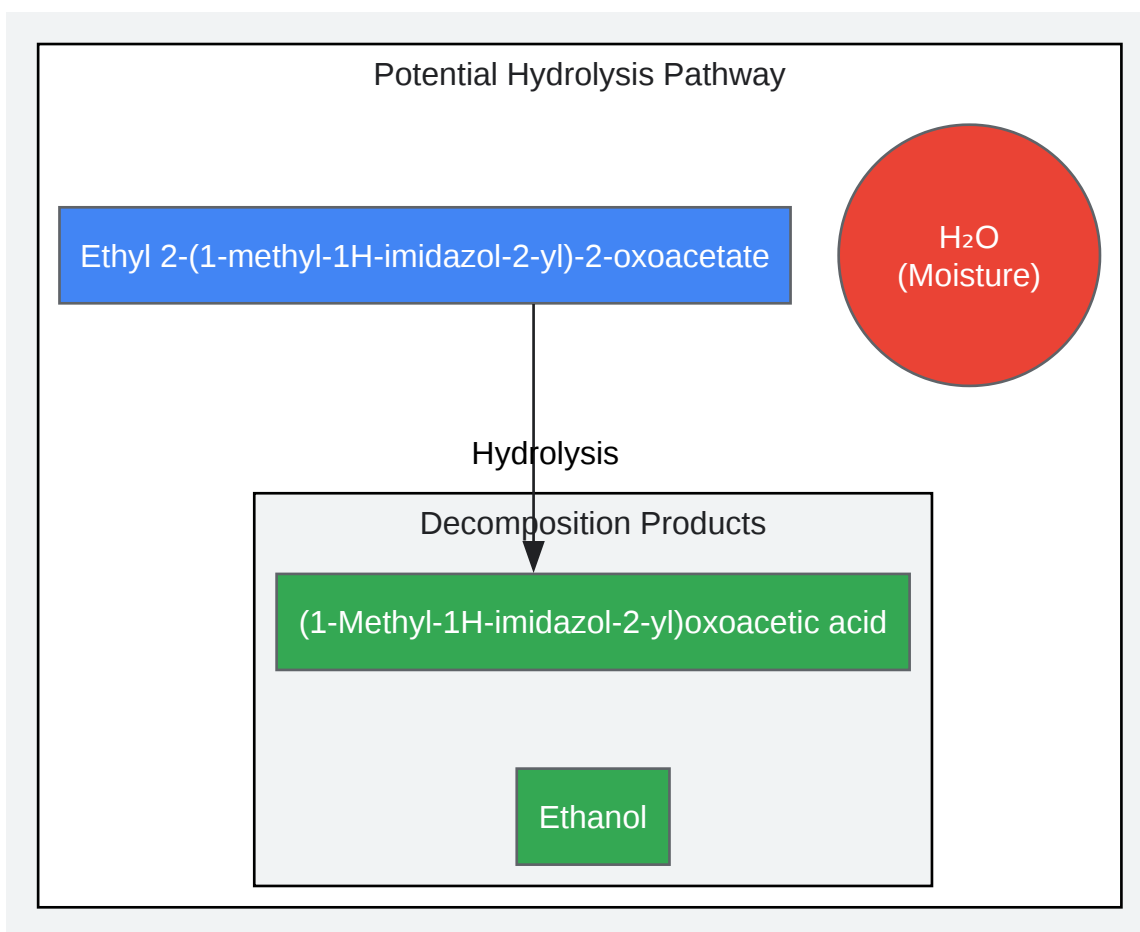 Potential Hydrolysis Pathway
Ethyl 2-(1-methyl-1H-imidazol-2-yl)-2-oxoacetate
H₂O
(Moisture)
Hydrolysis
Decomposition Products
(1-Methyl-1H-imidazol-2-yl)oxoacetic acid
Ethanol